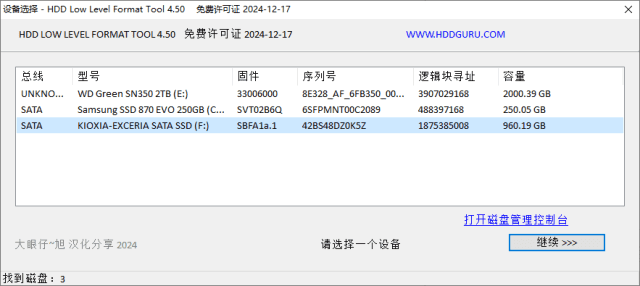 设备选择 - HDD Low Level Format Tool 4.50 免费许可证 2024-12-17
HDD LOW LEVEL FORMAT TOOL 4.50 免费许可证 2024-12-17 WWW.HDDGURU.COM
总线 型号 固件 序列号 逻辑块寻址 容量
UNKNO... WD Green SN350 2TB (E:) 33006000 8E328_AF_6FB350_00... 3907029168 2000.39 GB
SATA Samsung SSD 870 EVO 250GB (C... SVT02B6Q 6SFPMNT00C2089 488397168 250.05 GB
SATA KIOXIA-EXCERIA SATA SSD (F:) SBFA1a.1 42BS48DZ0K5Z 1875385008 960.19 GB
打开磁盘管理控制台
大眼仔~旭 汉化分享 2024 请选择一个设备 继续 >>>
找到磁盘：3